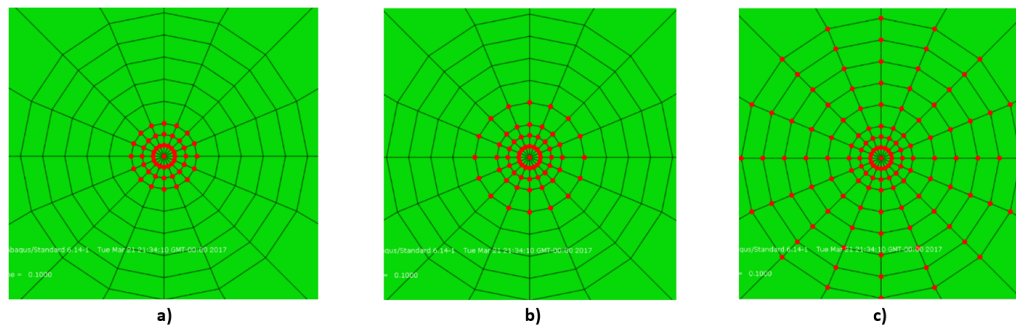 abaqus/Standard 6.14-1 Tue Mar 21 21:34:10 GMT-00:00 2017
= 0.1000
a)
aqus/Standard 6.14-1 Tue Mar 21 21:34:10 GMT-00:00 2017
= 0.1000
b)
aqus/Standard 6.14-1 Tue Mar 21 21:34:10 GMT-00:00 2017
= 0.1000
c)